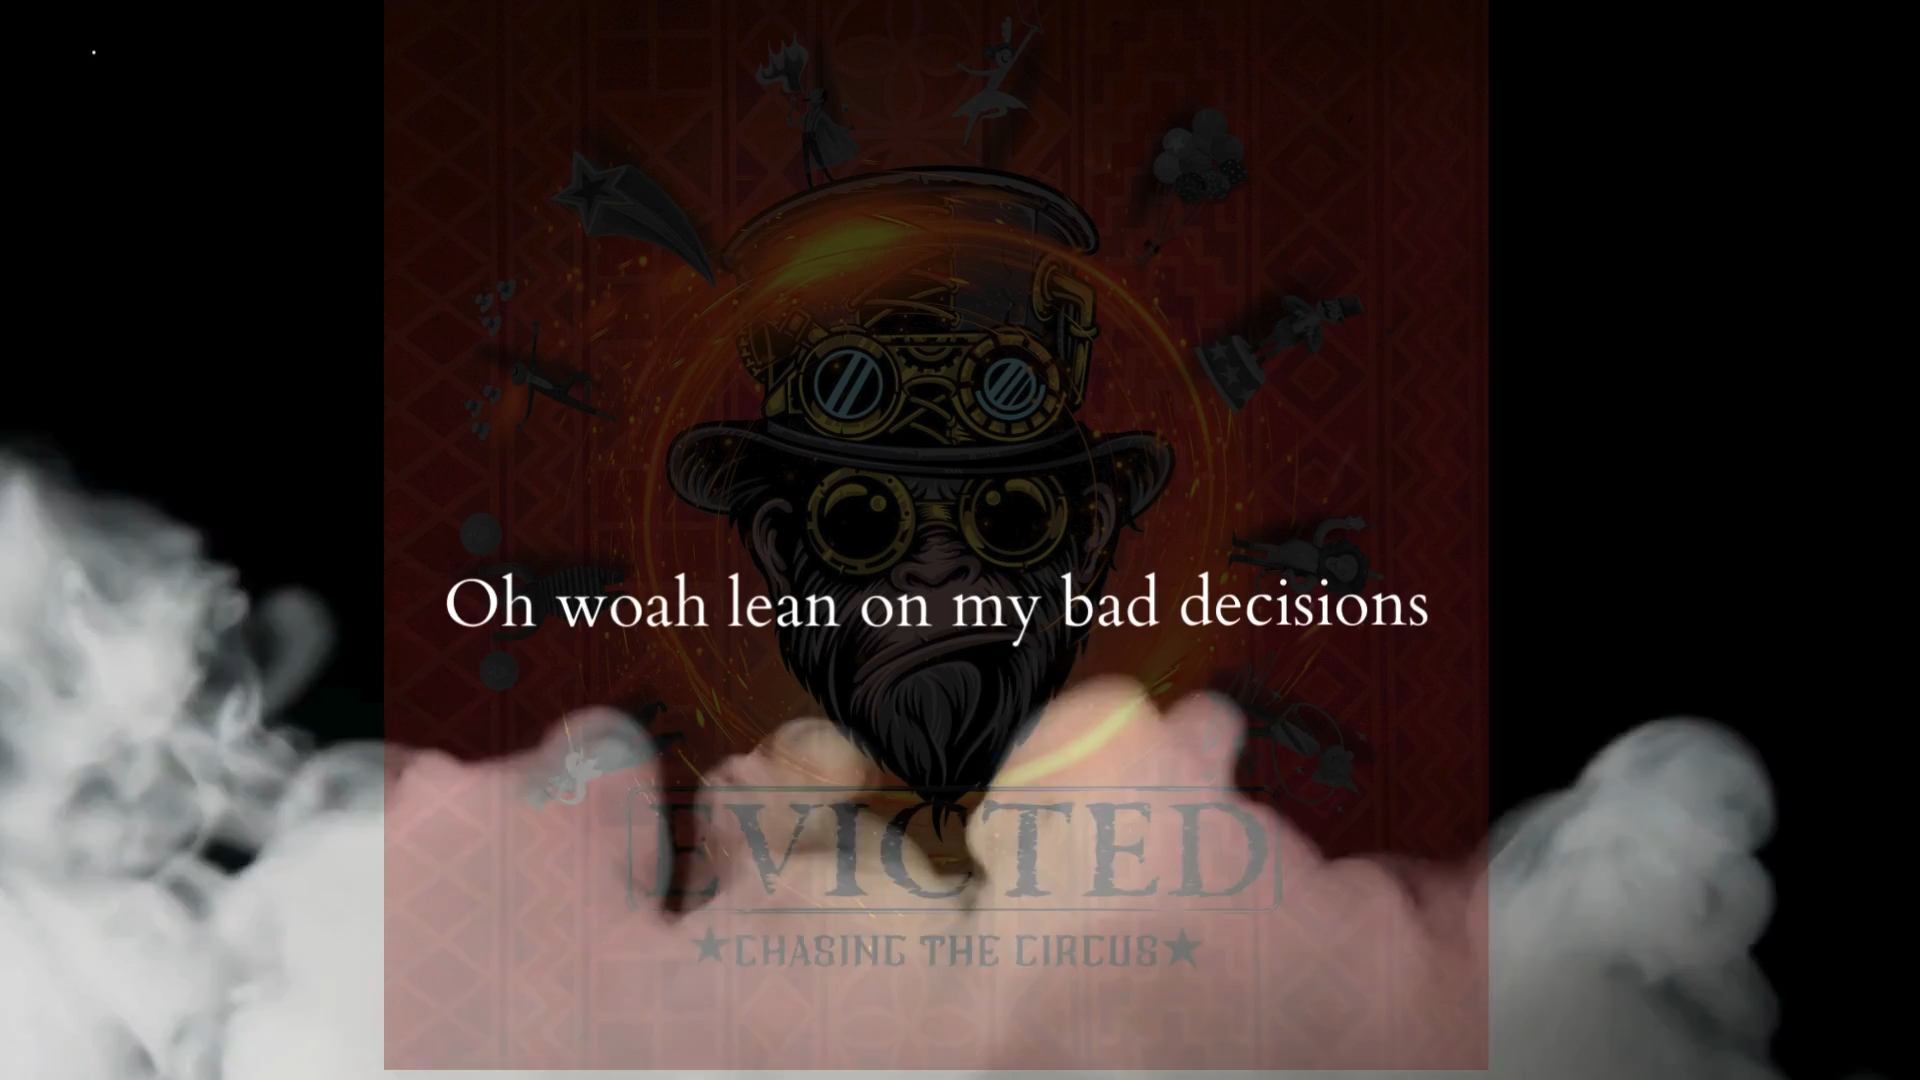 Oh woah lean on my bad decisions
EVICTED
★CHASING THE CIRCUS★